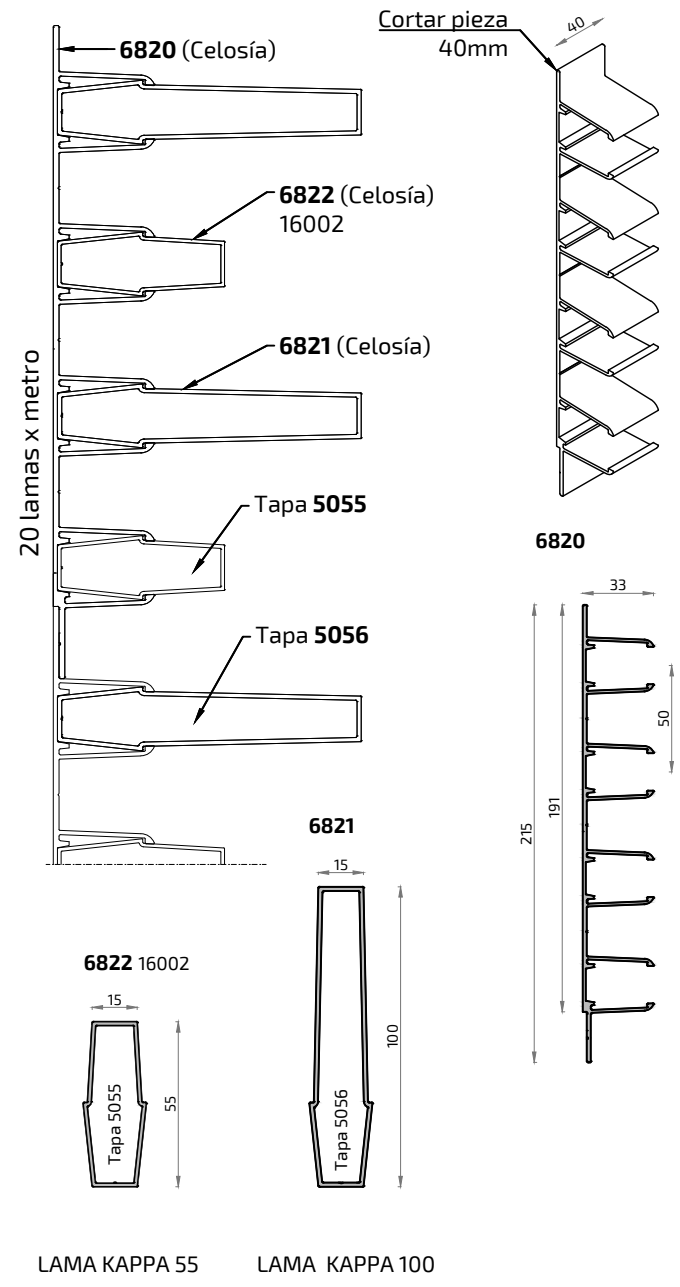 Cortar pieza
40mm
40
6820 (Celosía)
6822 (Celosía)
16002
6821 (Celosía)
20 lamas x metro
Tapa 5055
Tapa 5056
6820
33
50
191
215
6821
15
100
Tapa 5056
6822 16002
15
55
Tapa 5055
LAMA KAPPA 55
LAMA KAPPA 100